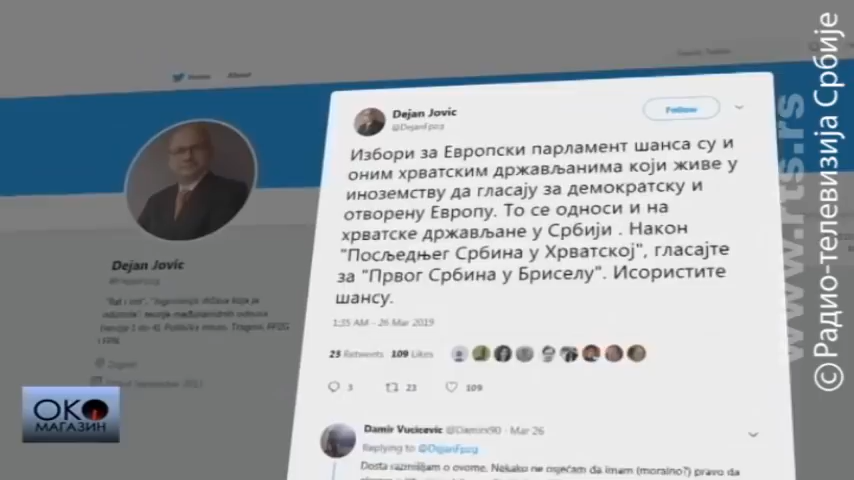 Home About
Dejan Jovic
@DejanFpzg
Follow
Избори за Европски парламент шанса су и
оним хрватским држављанима који живе у
иноземству да гласају за демократску и
отворену Европу. То се односи и на
хрватске држављане у Србији . Након
"Посљедњег Србина у Хрватској", гласајте
за "Првог Србина у Бриселу". Исористите
шансу.
1:35 AM - 26 Mar 2019
23 Retweets 109 Likes
3 23 109
Damir Vucicevic @Damir90 - Mar 26
Replying to @DejanFpzg
Dosta razmišljam o ovome. Nekako ne osjećam da imam (moralno?) pravo da
Dejan Jovic
Zagreb
ОКО
МАГАЗИН
© Радио-телевизија Србије
www.rts.rs